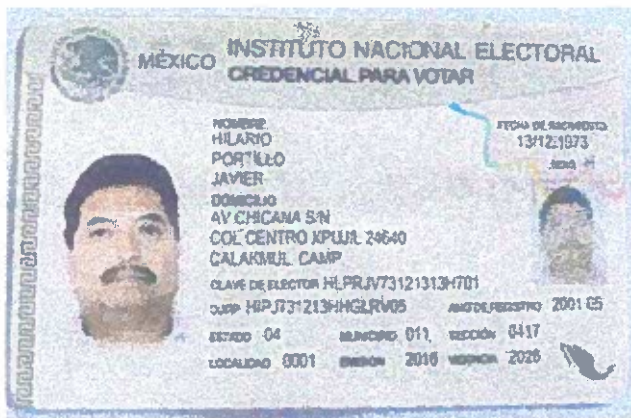 MÉXICO INSTITUTO NACIONAL ELECTORAL
CREDENCIAL PARA VOTAR
NOMBRE
HILARIO
PORTILLO
JAVIER
FECHA DE NACIMIENTO
13/12/1973
SEXO H
DOMICILIO
AV CHICANA S/N
COL CENTRO XPUJIL 24640
CALAKMUL, CAMP.
CLAVE DE ELECTOR HLPRJV73121313H701
CURP HIPJ731213HHGLRV05 AÑO DE REGISTRO 2001 05
ESTADO 04 MUNICIPIO 011 SECCIÓN 0417
LOCALIDAD 0001 EMISIÓN 2016 VIGENCIA 2026